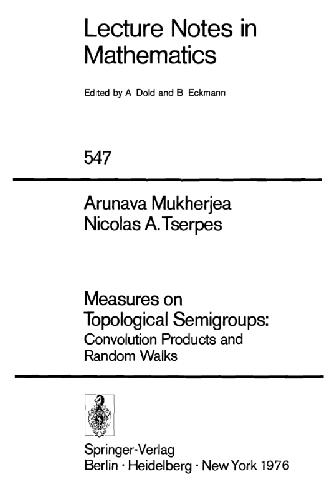 Lecture Notes in
Mathematics
Edited by A Dold and B Eckmann
547
Arunava Mukherjea
Nicolas A. Tserpes
Measures on
Topological Semigroups:
Convolution Products and
Random Walks
Springer-Verlag
Berlin · Heidelberg · New York 1976